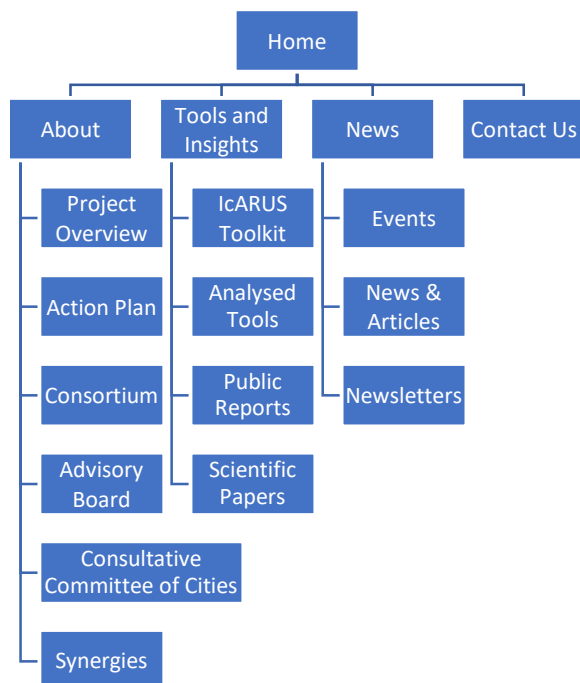 Home
About
Tools and
Insights
News
Contact Us
Project
Overview
Action Plan
Consortium
Advisory
Board
Consultative
Committee of Cities
Synergies
IcARUS
Toolkit
Analysed
Tools
Public
Reports
Scientific
Papers
Events
News &
Articles
Newsletters